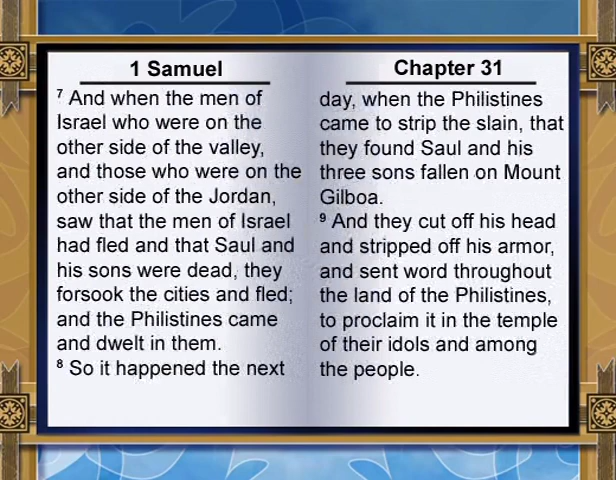 1 Samuel
⁷ And when the men of
Israel who were on the
other side of the valley,
and those who were on the
other side of the Jordan,
saw that the men of Israel
had fled and that Saul and
his sons were dead, they
forsook the cities and fled;
and the Philistines came
and dwelt in them.
⁸ So it happened the next
Chapter 31
day, when the Philistines
came to strip the slain, that
they found Saul and his
three sons fallen on Mount
Gilboa.
⁹ And they cut off his head
and stripped off his armor,
and sent word throughout
the land of the Philistines,
to proclaim it in the temple
of their idols and among
the people.